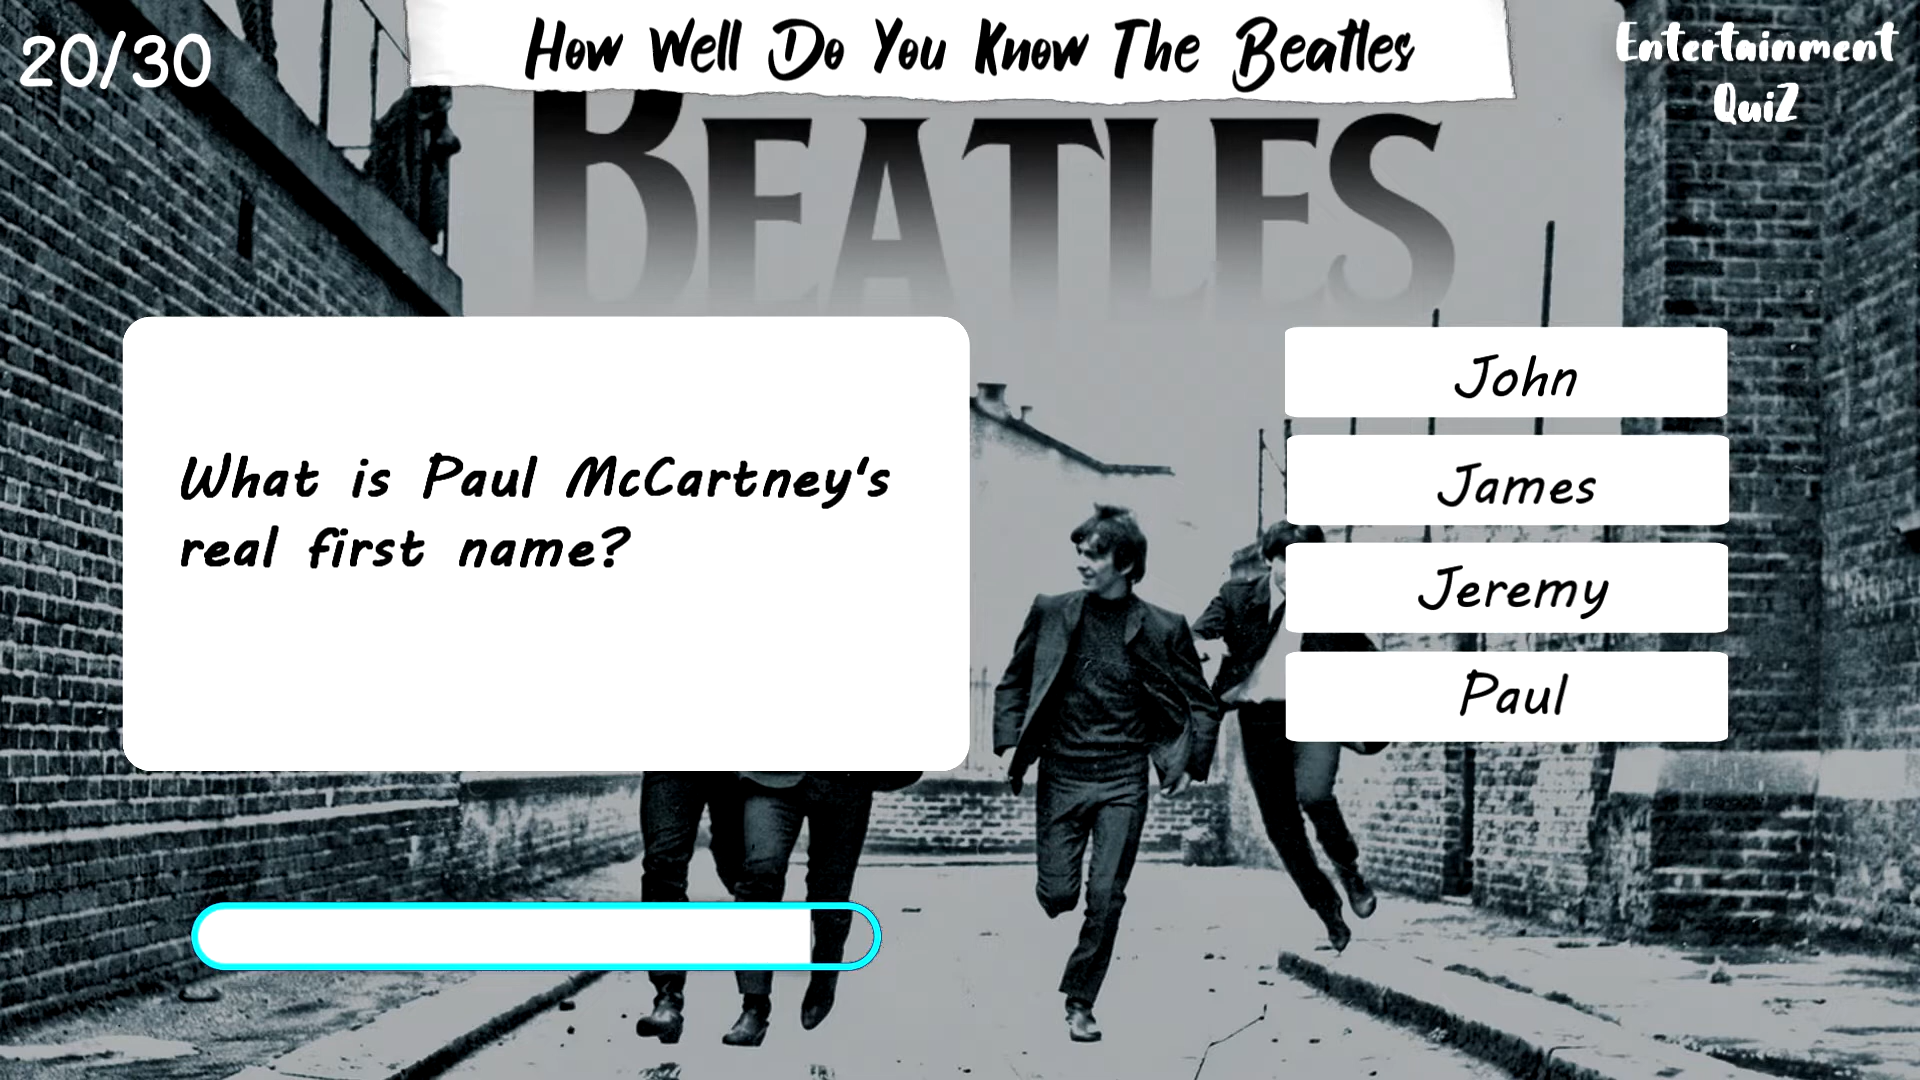 20/30
How Well Do You Know The Beatles
Entertainment
QuiZ
BEATLES
What is Paul McCartney's
real first name?
John
James
Jeremy
Paul